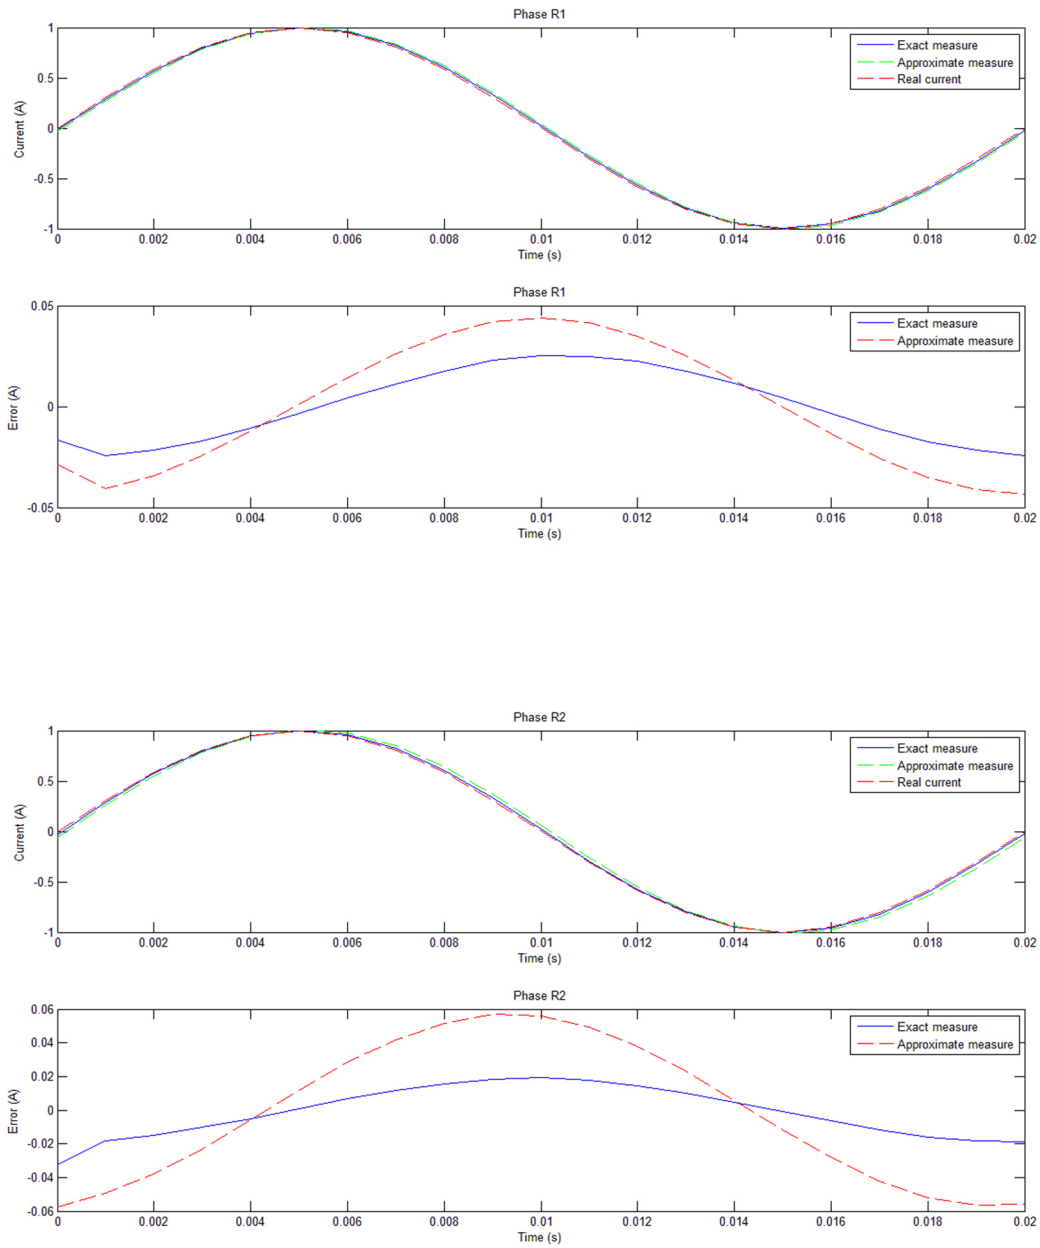 Phase R1
Current (A)
1
0.5
0
-0.5
-1
Exact measure
Approximate measure
Real current
0 0.002 0.004 0.006 0.008 0.01 0.012 0.014 0.016 0.018 0.02
Time (s)
Phase R1
Error (A)
0.05
0
-0.05
Exact measure
Approximate measure
0 0.002 0.004 0.006 0.008 0.01 0.012 0.014 0.016 0.018 0.02
Time (s)
Phase R2
Current (A)
1
0.5
0
-0.5
-1
Exact measure
Approximate measure
Real current
0 0.002 0.004 0.006 0.008 0.01 0.012 0.014 0.016 0.018 0.02
Time (s)
Phase R2
Error (A)
0.06
0.04
0.02
0
-0.02
-0.04
-0.06
Exact measure
Approximate measure
0 0.002 0.004 0.006 0.008 0.01 0.012 0.014 0.016 0.018 0.02
Time (s)